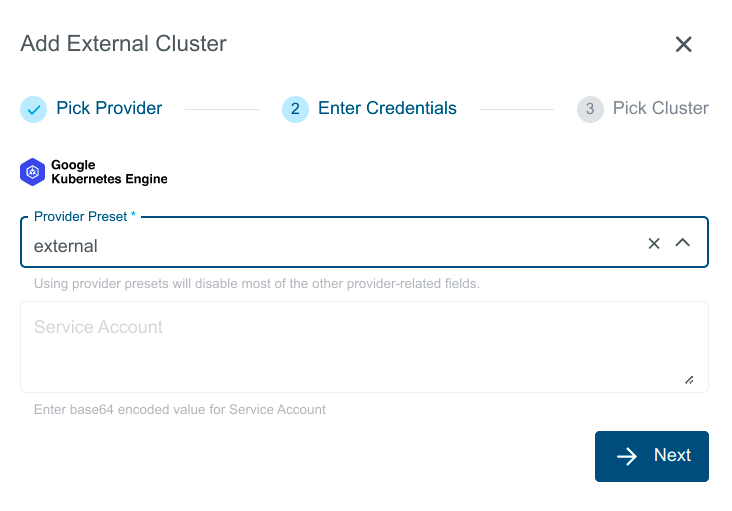 Add External Cluster
Pick Provider
2 Enter Credentials
3 Pick Cluster
Google
Kubernetes Engine
Provider Preset *
external
Using provider presets will disable most of the other provider-related fields.
Service Account
Enter base64 encoded value for Service Account
Next